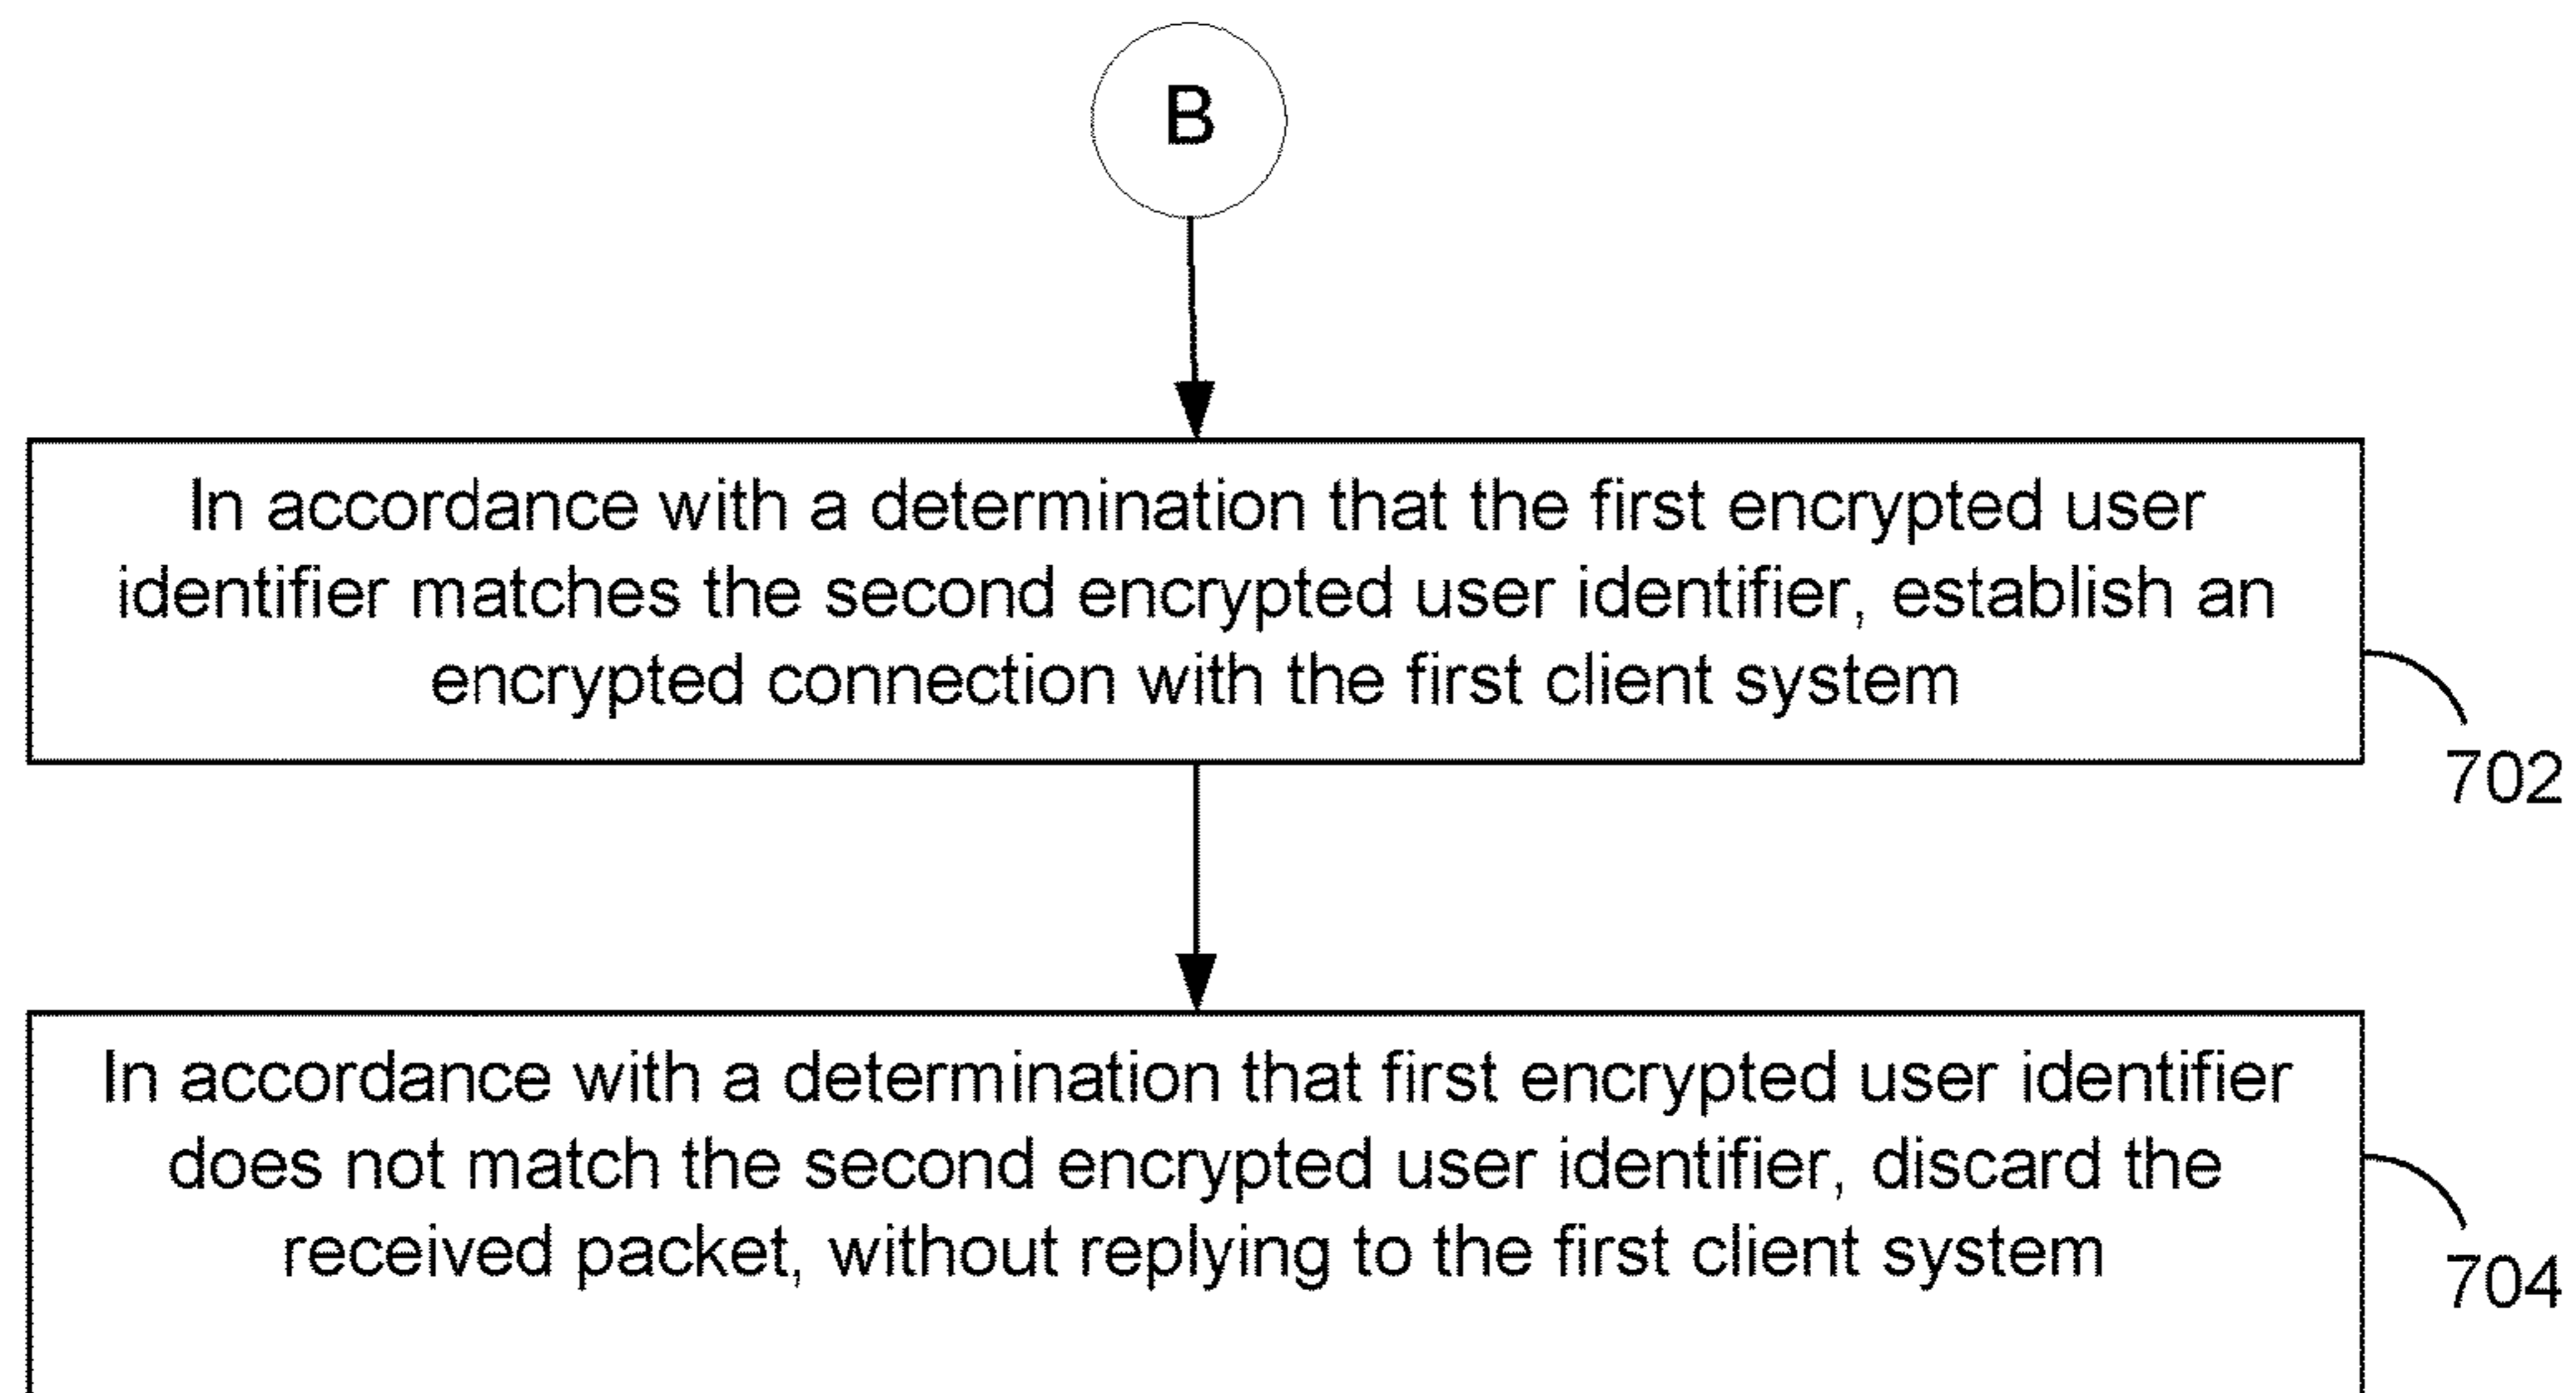 B
In accordance with a determination that the first encrypted user
identifier matches the second encrypted user identifier, establish an
encrypted connection with the first client system
702
In accordance with a determination that first encrypted user identifier
does not match the second encrypted user identifier, discard the
received packet, without replying to the first client system
704